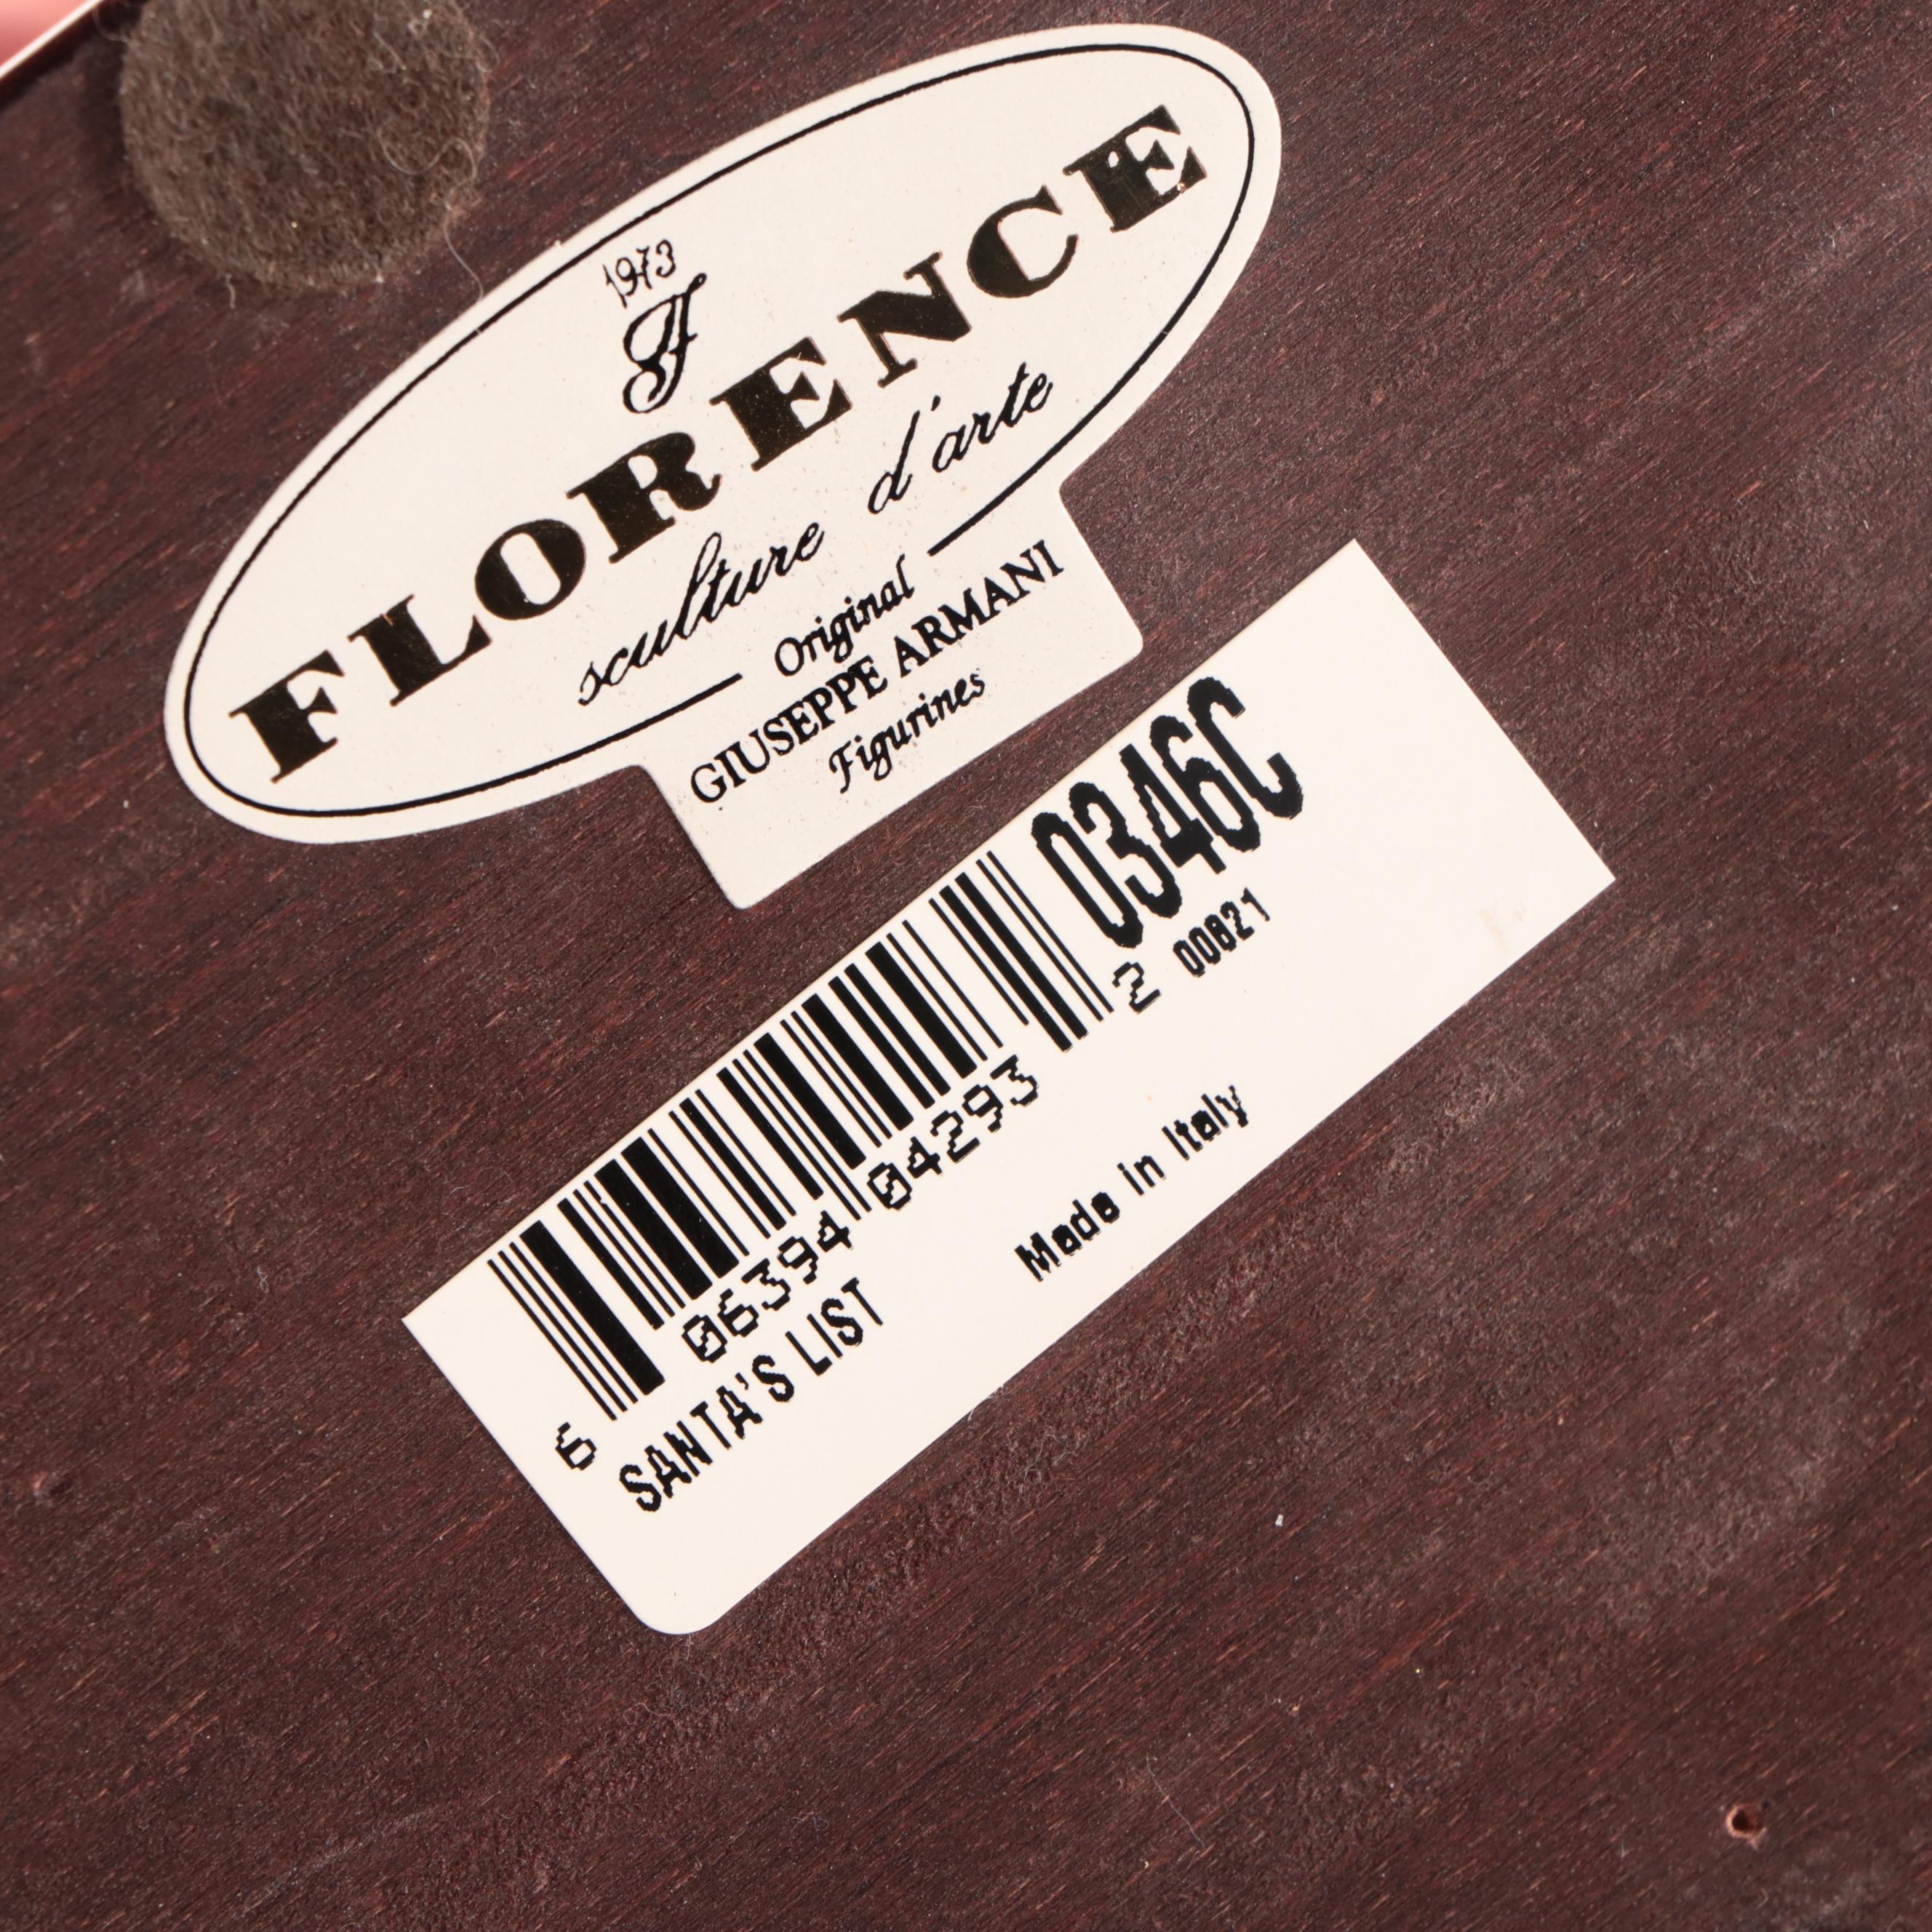 1973
FLORENCE
sculture d'arte
Original
GIUSEPPE ARMANI
Figurines
0346C
6 06394 04293 2 00821
SANTA'S LIST
Made in Italy